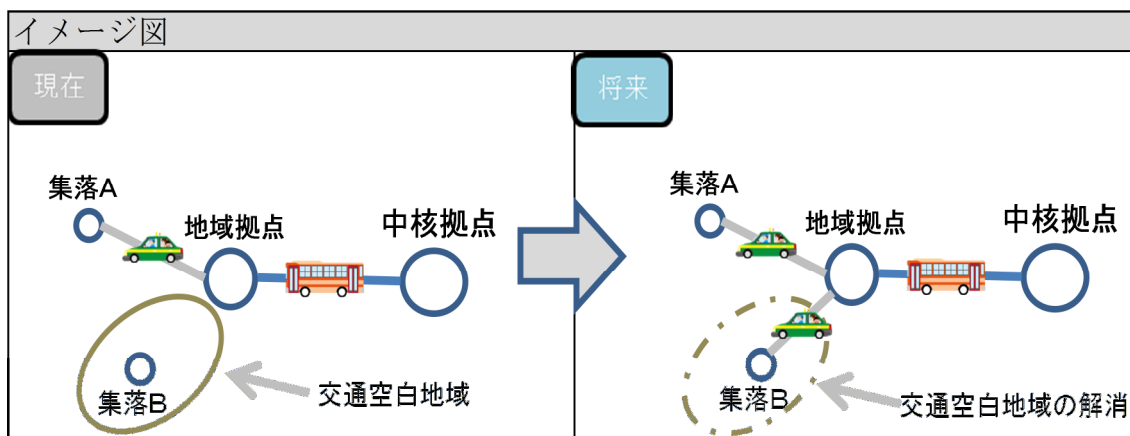 イメージ図
現在
集落A
地域拠点
中核拠点
集落B
交通空白地域
将来
集落A
地域拠点
中核拠点
集落B
交通空白地域の解消